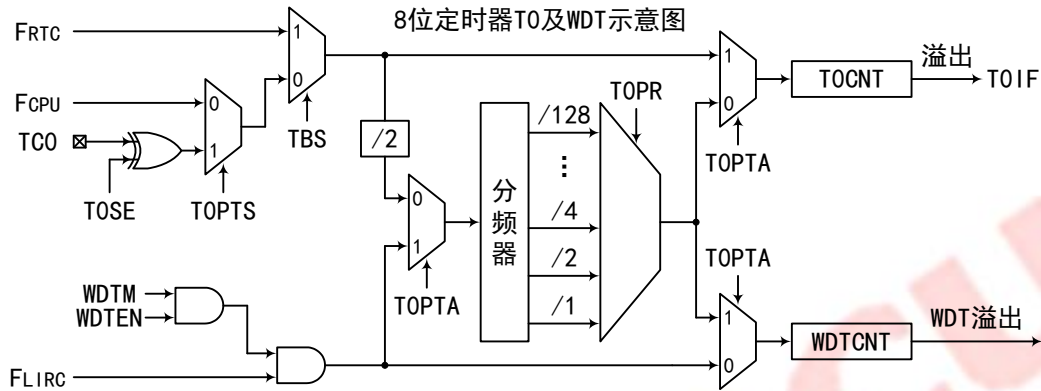 8位定时器T0及WDT示意图
FRTC
1
0
FCPU
0
1
TC0
T0SE
T0PTS
TBS
/2
0
1
T0PTA
分频器
/128
⋮
/4
/2
/1
T0PR
1
0
T0PTA
T0CNT
溢出
T0IF
WDTM
WDTEN
FLIRC
T0PTA
1
0
WDTCNT
WDT溢出